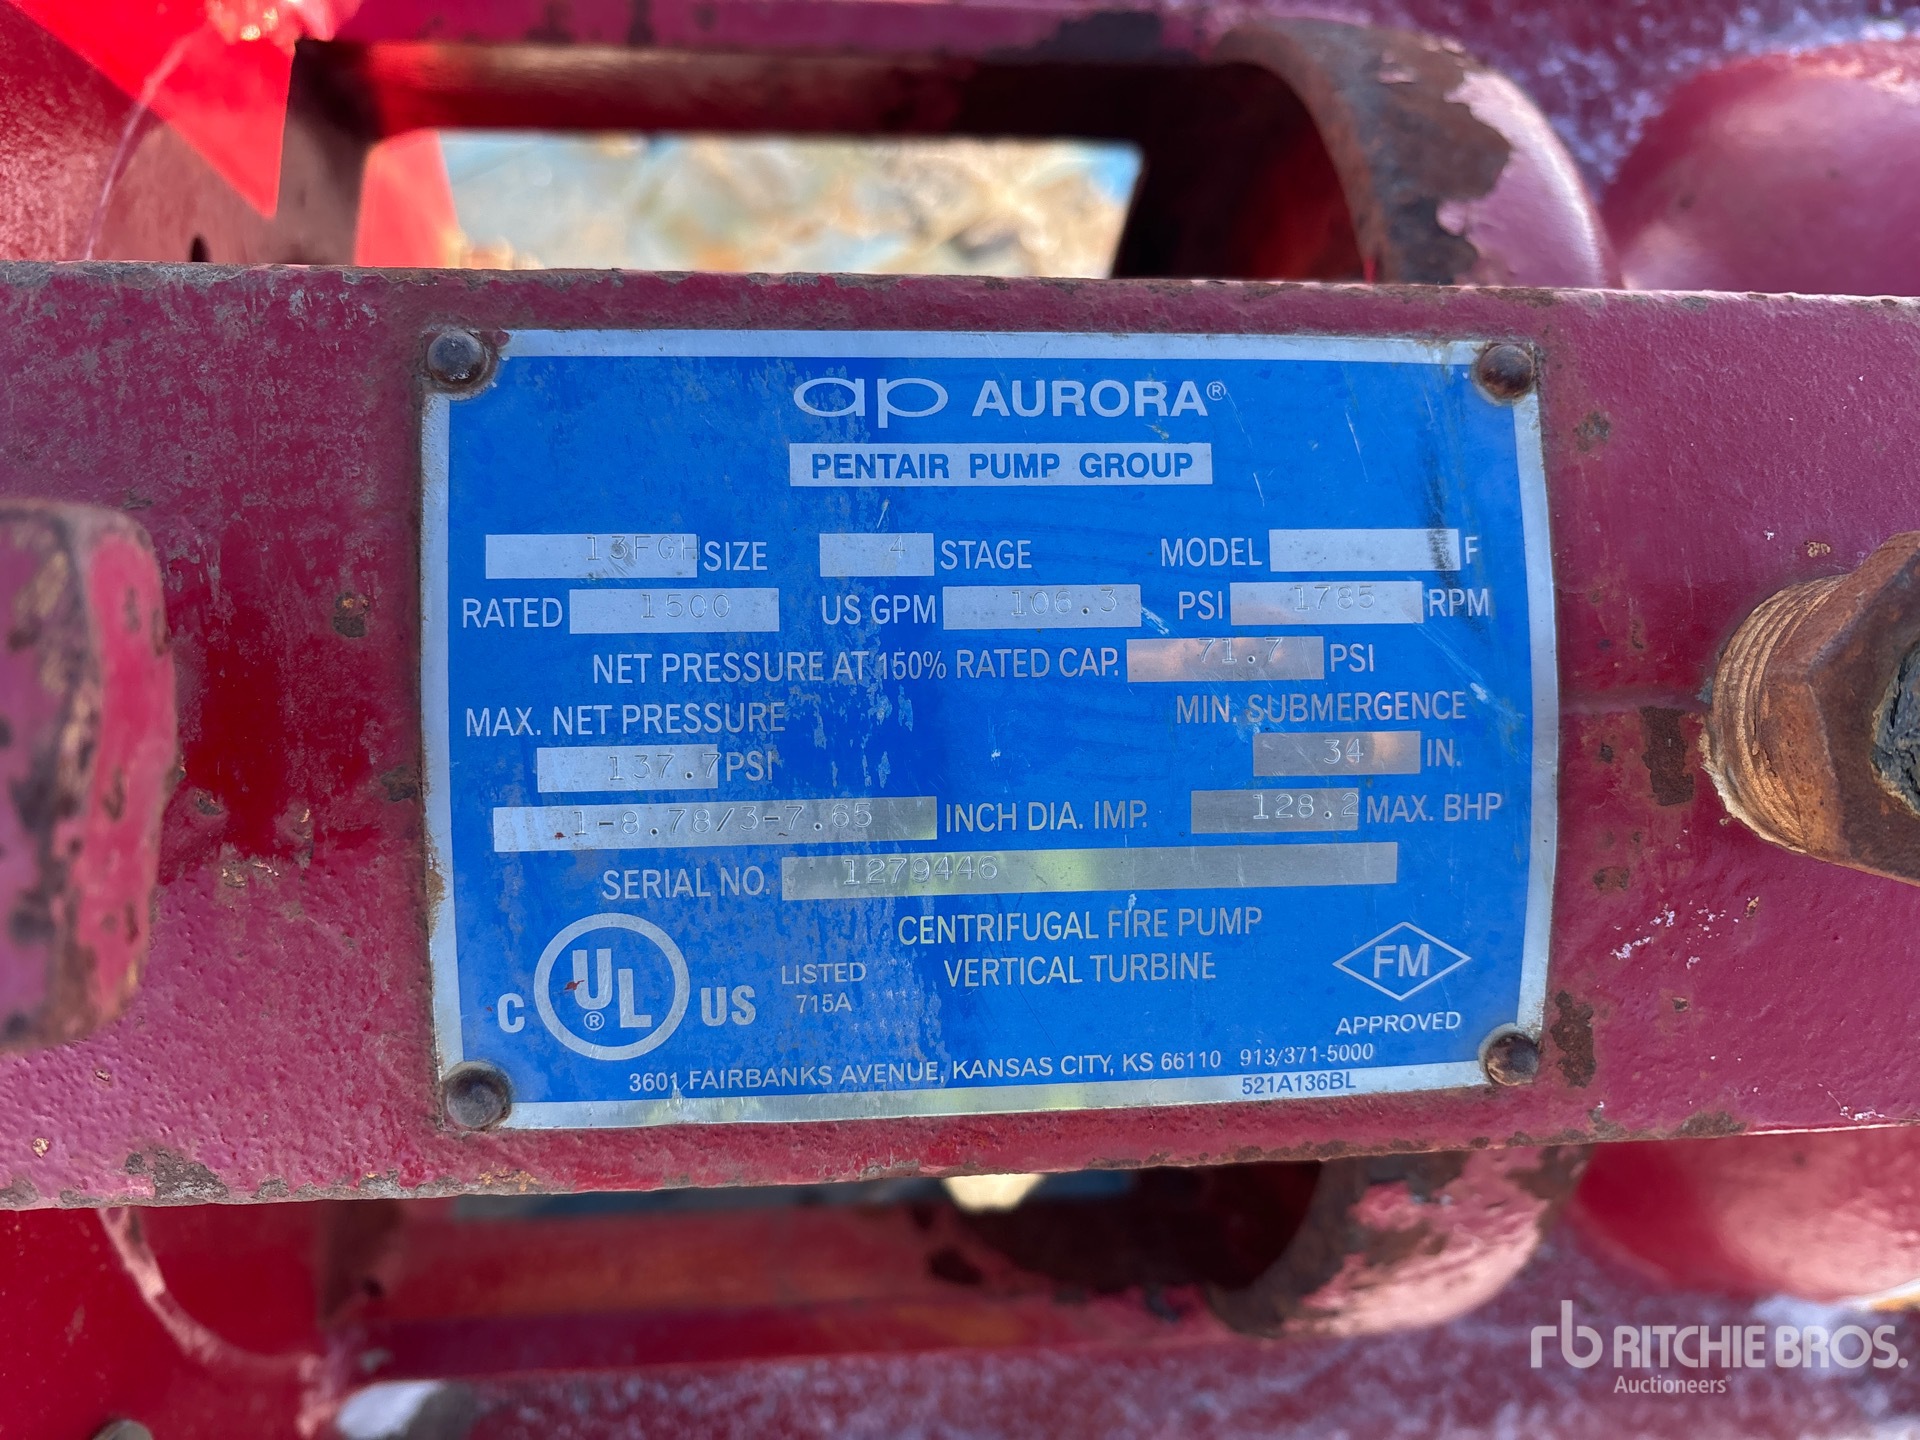 ap AURORA®
PENTAIR PUMP GROUP
13FGH SIZE 4 STAGE MODEL F
RATED 1500 US GPM 106.3 PSI 1785 RPM
NET PRESSURE AT 150% RATED CAP. 71.7 PSI
MAX. NET PRESSURE MIN. SUBMERGENCE
137.7 PSI 34 IN.
1-8.78/3-7.65 INCH DIA. IMP. 128.2 MAX. BHP
SERIAL NO. 1279446
CENTRIFUGAL FIRE PUMP
VERTICAL TURBINE
C UL® US LISTED
715A
FM
APPROVED
3601 FAIRBANKS AVENUE, KANSAS CITY, KS 66110 913/371-5000
521A136BL
rb RITCHIE BROS.
Auctioneers